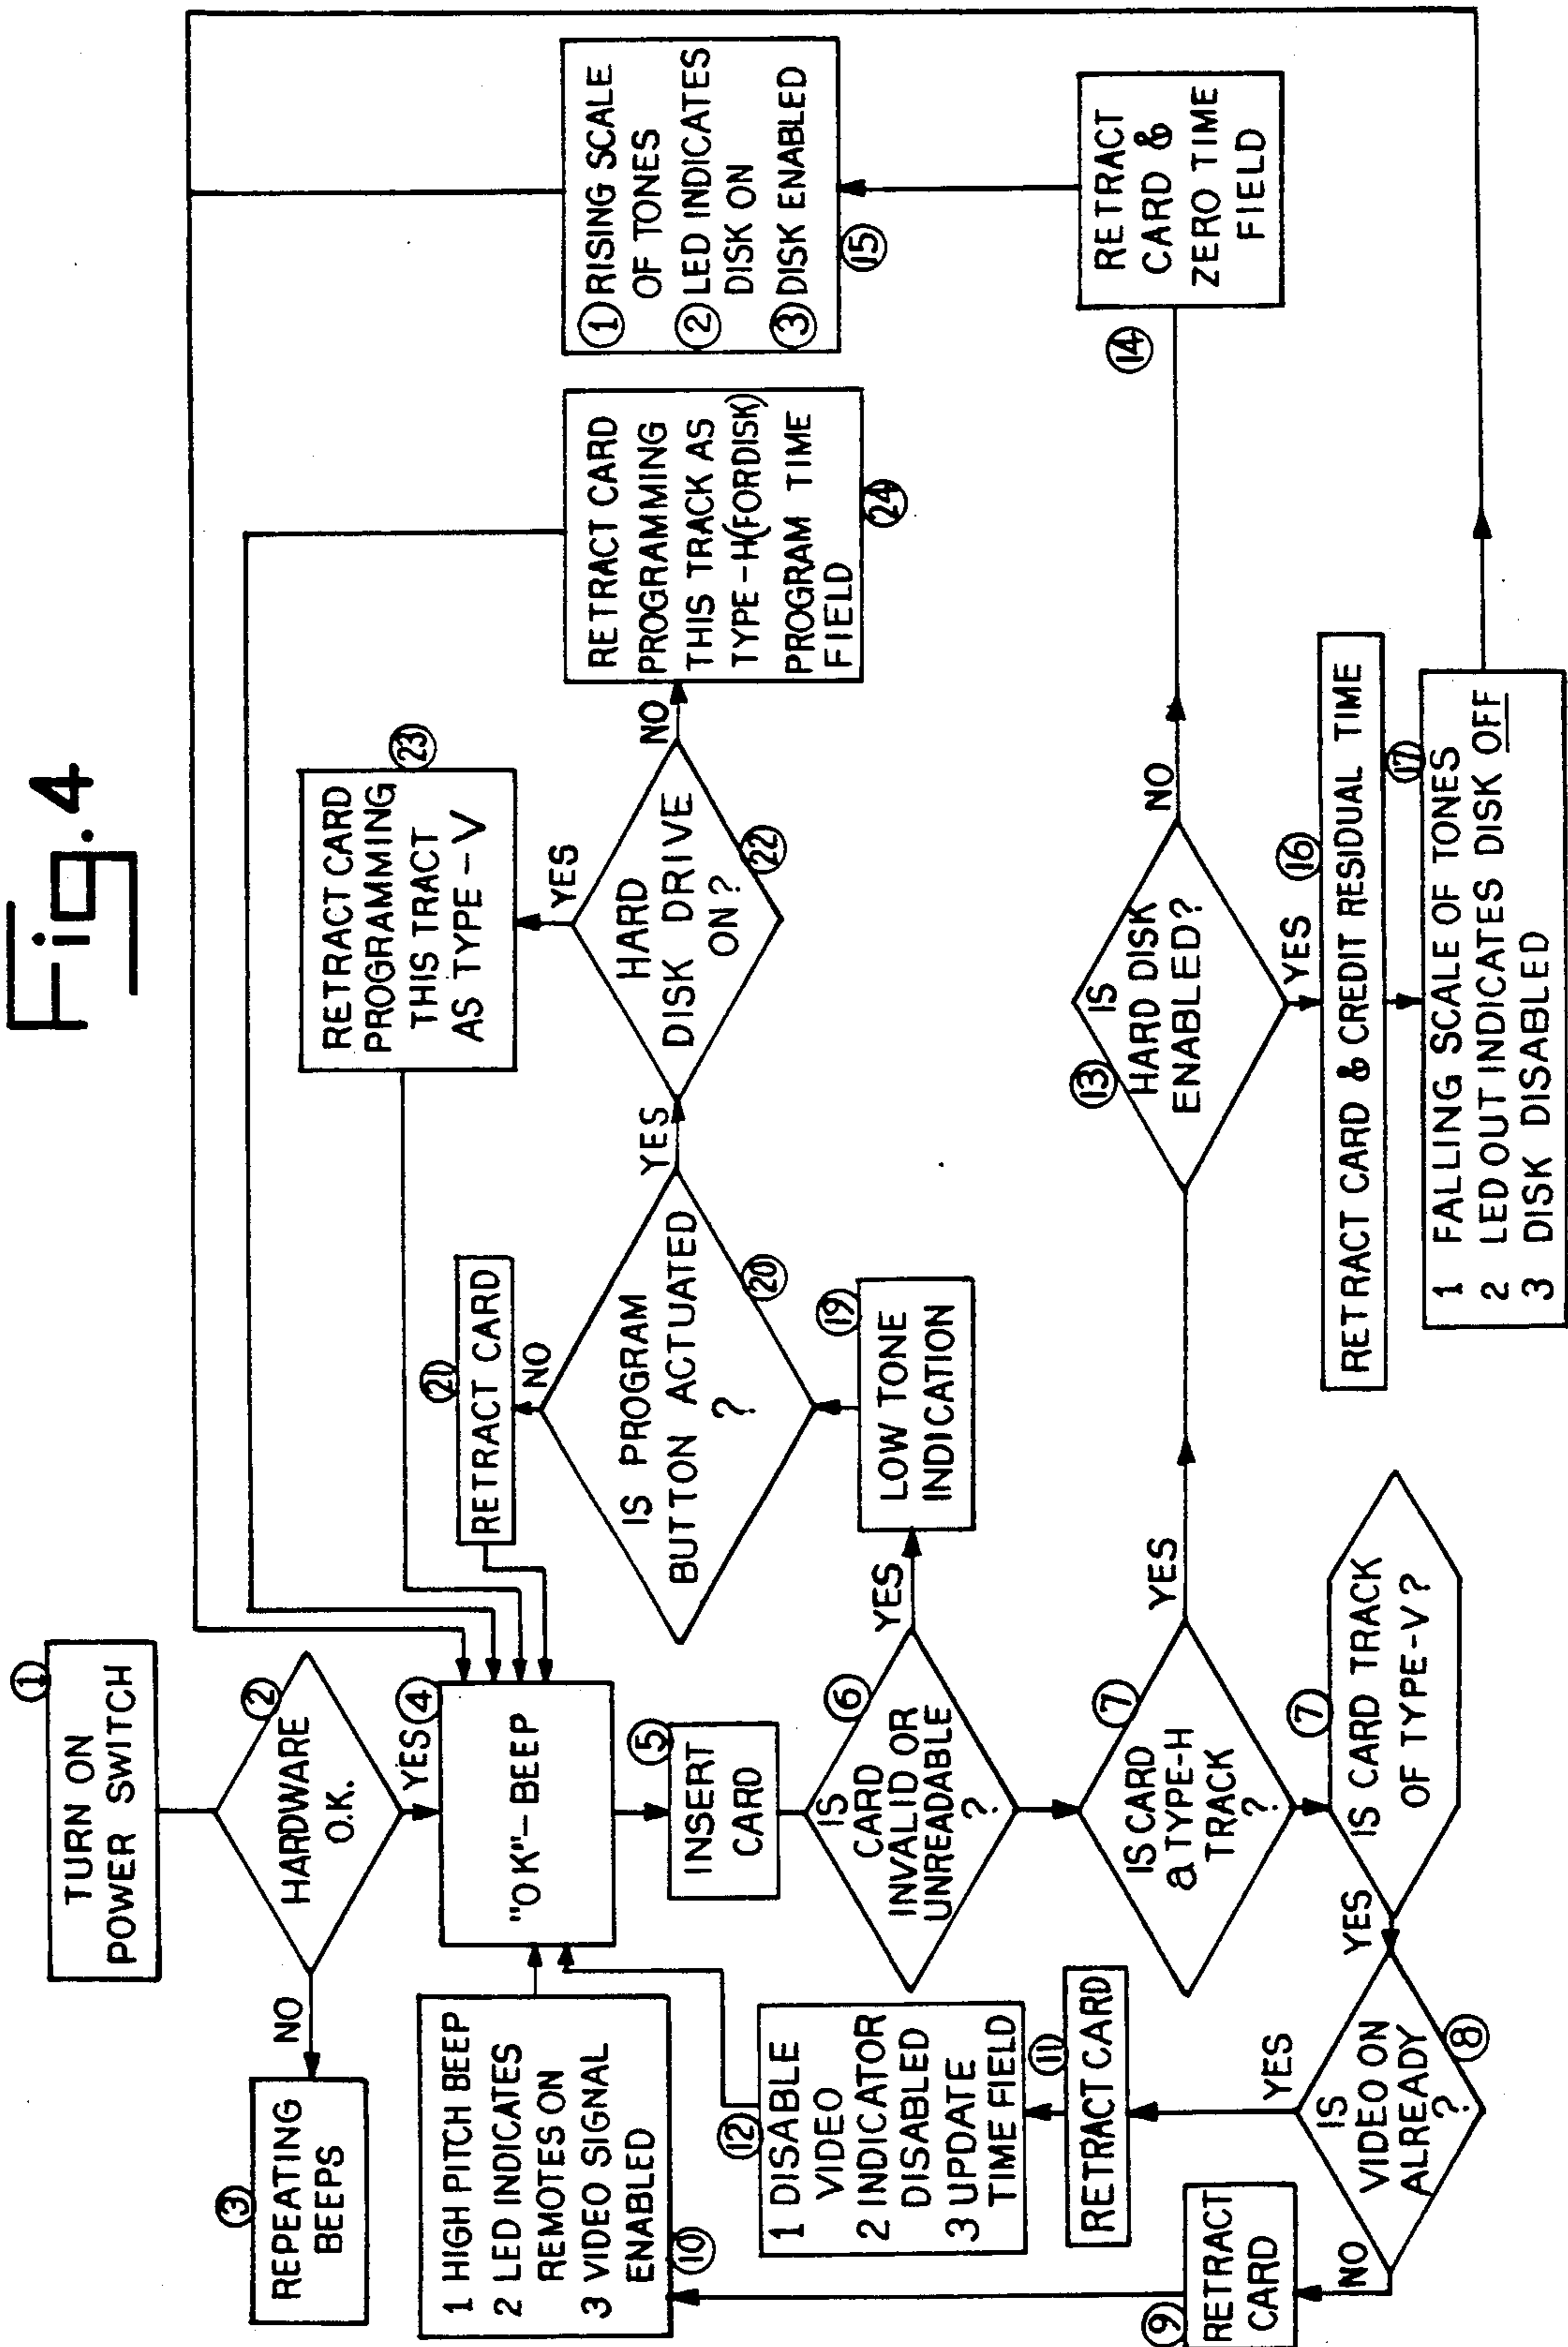 Fig. 4
①
TURN ON
POWER SWITCH
②
HARDWARE
O.K.
NO
③
REPEATING
BEEPS
YES
④
"OK"-BEEP
⑤
INSERT
CARD
⑥
IS
CARD
INVALID OR
UNREADABLE
?
YES
⑦
IS CARD
a TYPE-H
TRACK
?
YES
⑦
IS CARD TRACK
OF TYPE-V?
YES
⑧
IS
VIDEO ON
ALREADY
?
NO
⑨
RETRACT
CARD
⑩
1 HIGH PITCH BEEP
2 LED INDICATES
REMOTES ON
3 VIDEO SIGNAL
ENABLED
YES
⑪
RETRACT CARD
⑫
1 DISABLE
VIDEO
2 INDICATOR
DISABLED
3 UPDATE
TIME FIELD
⑲
LOW TONE
INDICATION
⑳
IS PROGRAM
BUTTON ACTUATED
?
NO
㉑
RETRACT CARD
YES
㉒
HARD
DISK DRIVE
ON?
YES
㉓
RETRACT CARD
PROGRAMMING
THIS TRACT
AS TYPE-V
NO
㉔
RETRACT CARD
PROGRAMMING
THIS TRACK AS
TYPE-H(FORDISK)
PROGRAM TIME
FIELD
⑬
IS
HARD DISK
ENABLED?
NO
⑭
RETRACT
CARD &
ZERO TIME
FIELD
⑮
① RISING SCALE
OF TONES
② LED INDICATES
DISK ON
③ DISK ENABLED
YES
⑯
RETRACT CARD & CREDIT RESIDUAL TIME
⑰
1 FALLING SCALE OF TONES
2 LED OUT INDICATES DISK OFF
3 DISK DISABLED